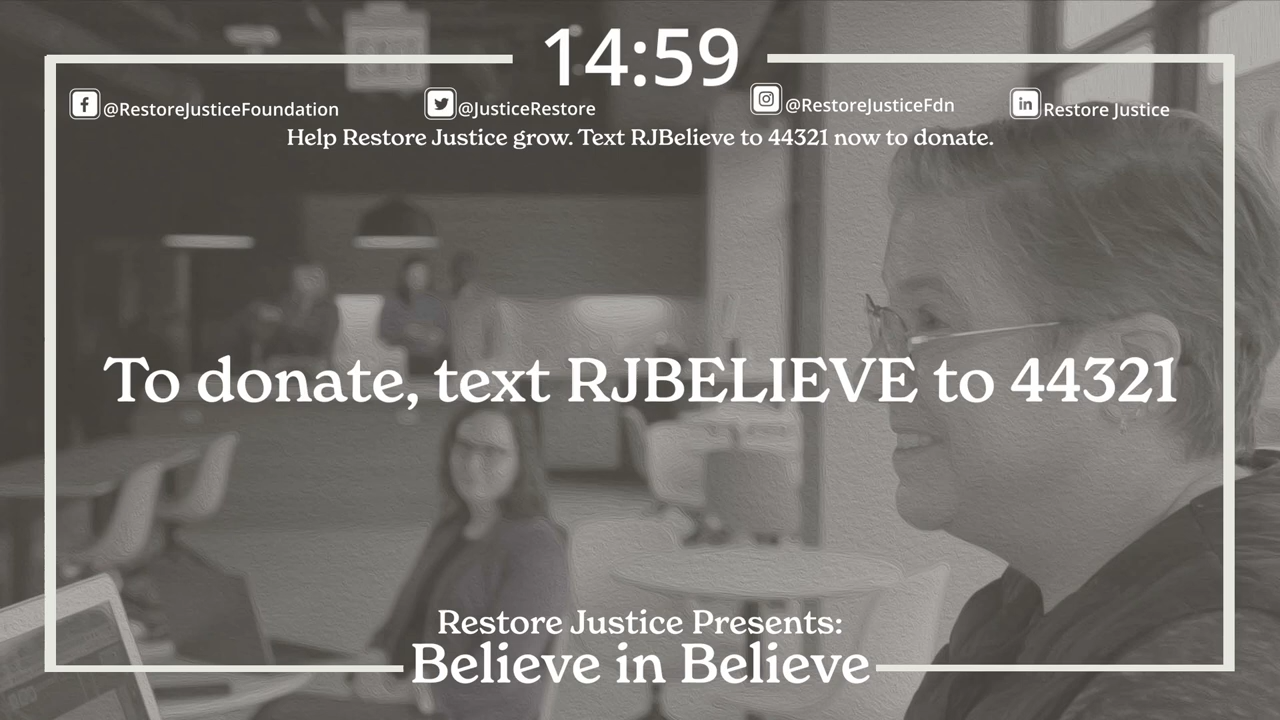 14:59
@RestoreJusticeFoundation
@JusticeRestore
@RestoreJusticeFdn
Restore Justice
Help Restore Justice grow. Text RJBelieve to 44321 now to donate.
To donate, text RJBELIEVE to 44321
Restore Justice Presents:
Believe in Believe